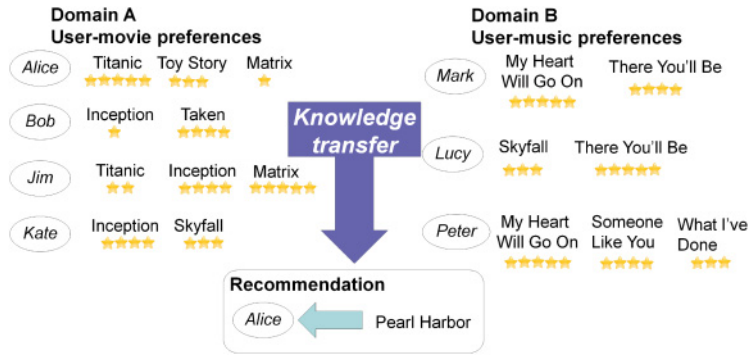 Domain A
User-movie preferences
Alice Titanic Toy Story Matrix
Bob Inception Taken
Jim Titanic Inception Matrix
Kate Inception Skyfall
Knowledge
transfer
Domain B
User-music preferences
Mark My Heart
Will Go On There You'll Be
Lucy Skyfall There You'll Be
Peter My Heart Someone What I've
Will Go On Like You Done
Recommendation
Alice Pearl Harbor